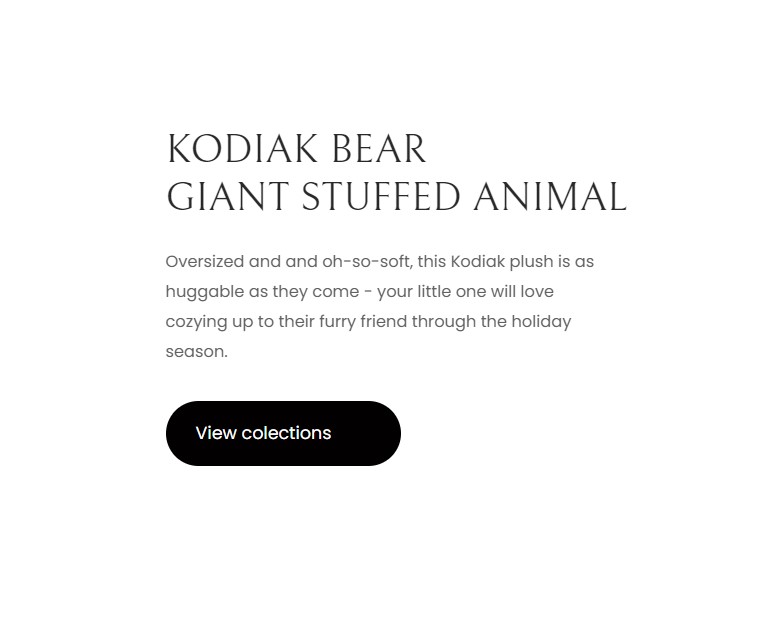 KODIAK BEAR
GIANT STUFFED ANIMAL
Oversized and and oh-so-soft, this Kodiak plush is as
huggable as they come - your little one will love
cozying up to their furry friend through the holiday
season.
View colections